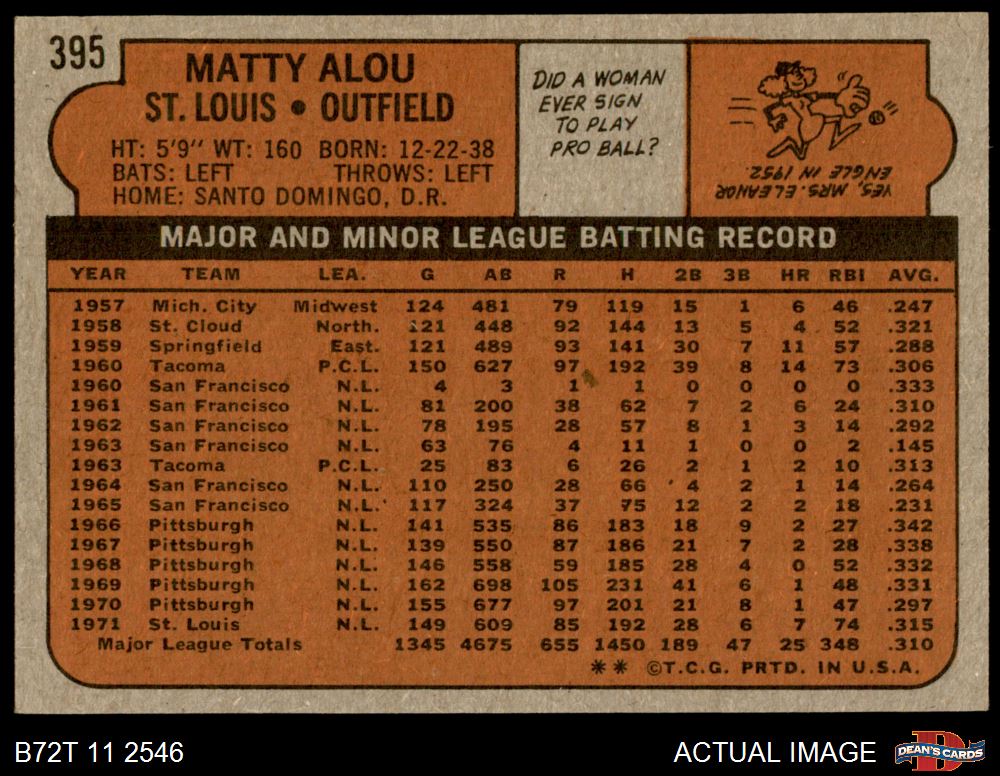 395
MATTY ALOU
ST. LOUIS • OUTFIELD
HT: 5'9" WT: 160 BORN: 12-22-38
BATS: LEFT THROWS: LEFT
HOME: SANTO DOMINGO, D.R.
DID A WOMAN
EVER SIGN
TO PLAY
PRO BALL?
YES, MRS. ELEANOR
ENGLE IN 1952.
MAJOR AND MINOR LEAGUE BATTING RECORD
YEAR TEAM LEA. G AB R H 2B 3B HR RBI AVG.
1957 Mich. City Midwest 124 481 79 119 15 1 6 46 .247
1958 St. Cloud North. 121 448 92 144 13 5 4 52 .321
1959 Springfield East. 121 489 93 141 30 7 11 57 .288
1960 Tacoma P.C.L. 150 627 97 192 39 8 14 73 .306
1960 San Francisco N.L. 4 3 1 1 0 0 0 0 .333
1961 San Francisco N.L. 81 200 38 62 7 2 6 24 .310
1962 San Francisco N.L. 78 195 28 57 8 1 3 14 .292
1963 San Francisco N.L. 63 76 4 11 1 0 0 2 .145
1963 Tacoma P.C.L. 25 83 6 26 2 1 2 10 .313
1964 San Francisco N.L. 110 250 28 66 4 2 1 14 .264
1965 San Francisco N.L. 117 324 37 75 12 2 2 18 .231
1966 Pittsburgh N.L. 141 535 86 183 18 9 2 27 .342
1967 Pittsburgh N.L. 139 550 87 186 21 7 2 28 .338
1968 Pittsburgh N.L. 146 558 59 185 28 4 0 52 .332
1969 Pittsburgh N.L. 162 698 105 231 41 6 1 48 .331
1970 Pittsburgh N.L. 155 677 97 201 21 8 1 47 .297
1971 St. Louis N.L. 149 609 85 192 28 6 7 74 .315
Major League Totals 1345 4675 655 1450 189 47 25 348 .310
** ©T.C.G. PRTD. IN U.S.A.
B72T 11 2546
ACTUAL IMAGE
D
DEAN'S CARDS